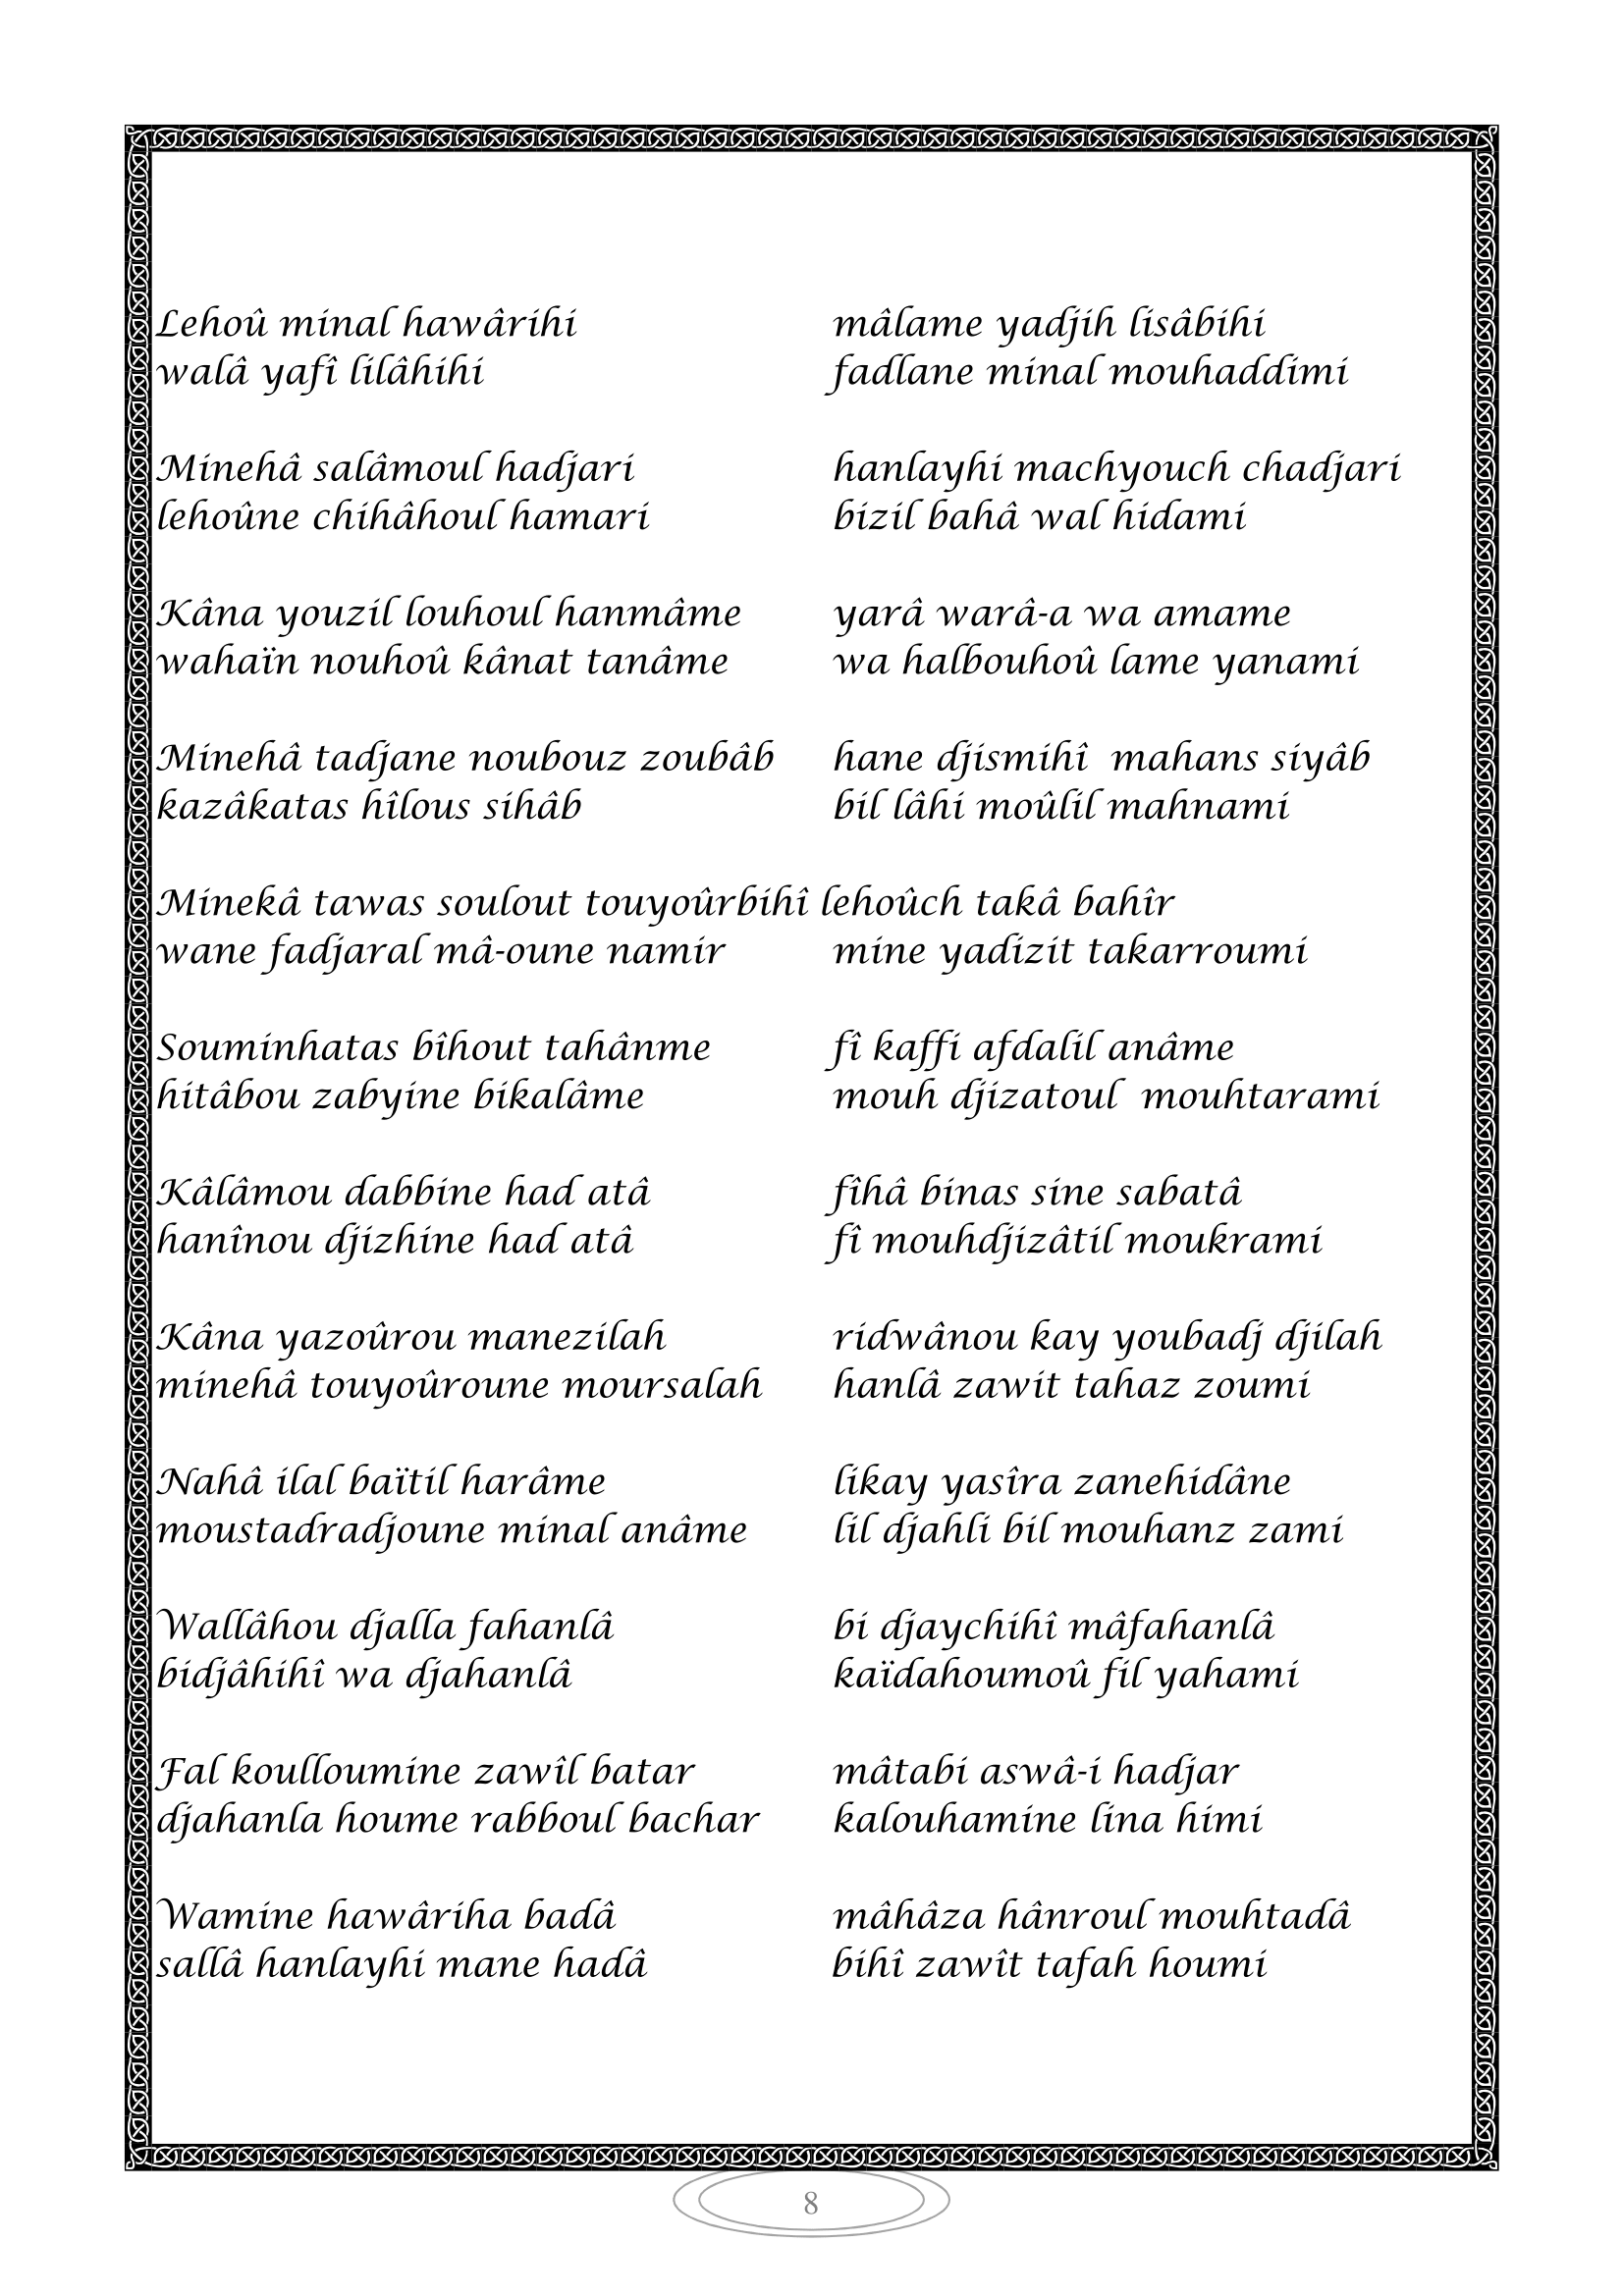 Lehoû minal hawârihi mâlame yadjih lisâbihi
walâ yafî lilâhihi fadlane minal mouhaddimi
Minehâ salâmoul hadjari hanlayhi machyouch chadjari
lehoûne chihâhoul hamari bizil bahâ wal hidami
Kâna youzil louhoul hanmâme yarâ warâ-a wa amame
wahaïn nouhoû kânat tanâme wa halbouhoû lame yanami
Minehâ tadjane noubouz zoubâb hane djismihî mahans siyâb
kazâkatas hîlous sihâb bil lâhi moûlil mahnami
Minekâ tawas soulout touyoûrbihî lehoûch takâ bahîr
wane fadjaral mâ-oune namir mine yadizit takarroumi
Souminhatas bîhout tahânme fî kaffi afdalil anâme
hitâbou zabyine bikalâme mouh djizatoul mouhtarami
Kâlâmou dabbine had atâ fîhâ binas sine sabatâ
hanînou djizhine had atâ fî mouhdjizâtil moukrami
Kâna yazoûrou manezilah ridwânou kay youbadj djilah
minehâ touyoûroune moursalah hanlâ zawit tahaz zoumi
Nahâ ilal baïtil harâme likay yasîra zanehidâne
moustadradjoune minal anâme lil djahli bil mouhanz zami
Wallâhou djalla fahanlâ bi djaychihî mâfahanlâ
bidjâhihî wa djahanlâ kaïdahoumoû fil yahami
Fal koulloumine zawîl batar mâtabi aswâ-i hadjar
djahanla houme rabboul bachar kalouhamine lina himi
Wamine hawâriha badâ mâhâza hânroul mouhtadâ
sallâ hanlayhi mane hadâ bihî zawît tafah houmi
8